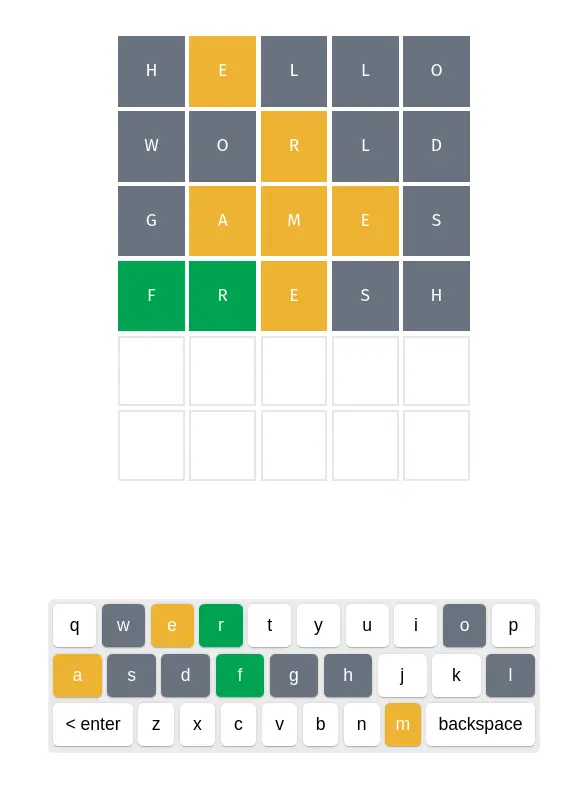 H E L L O
W O R L D
G A M E S
F R E S H
q w e r t y u i o p
a s d f g h j k l
< enter z x c v b n m backspace